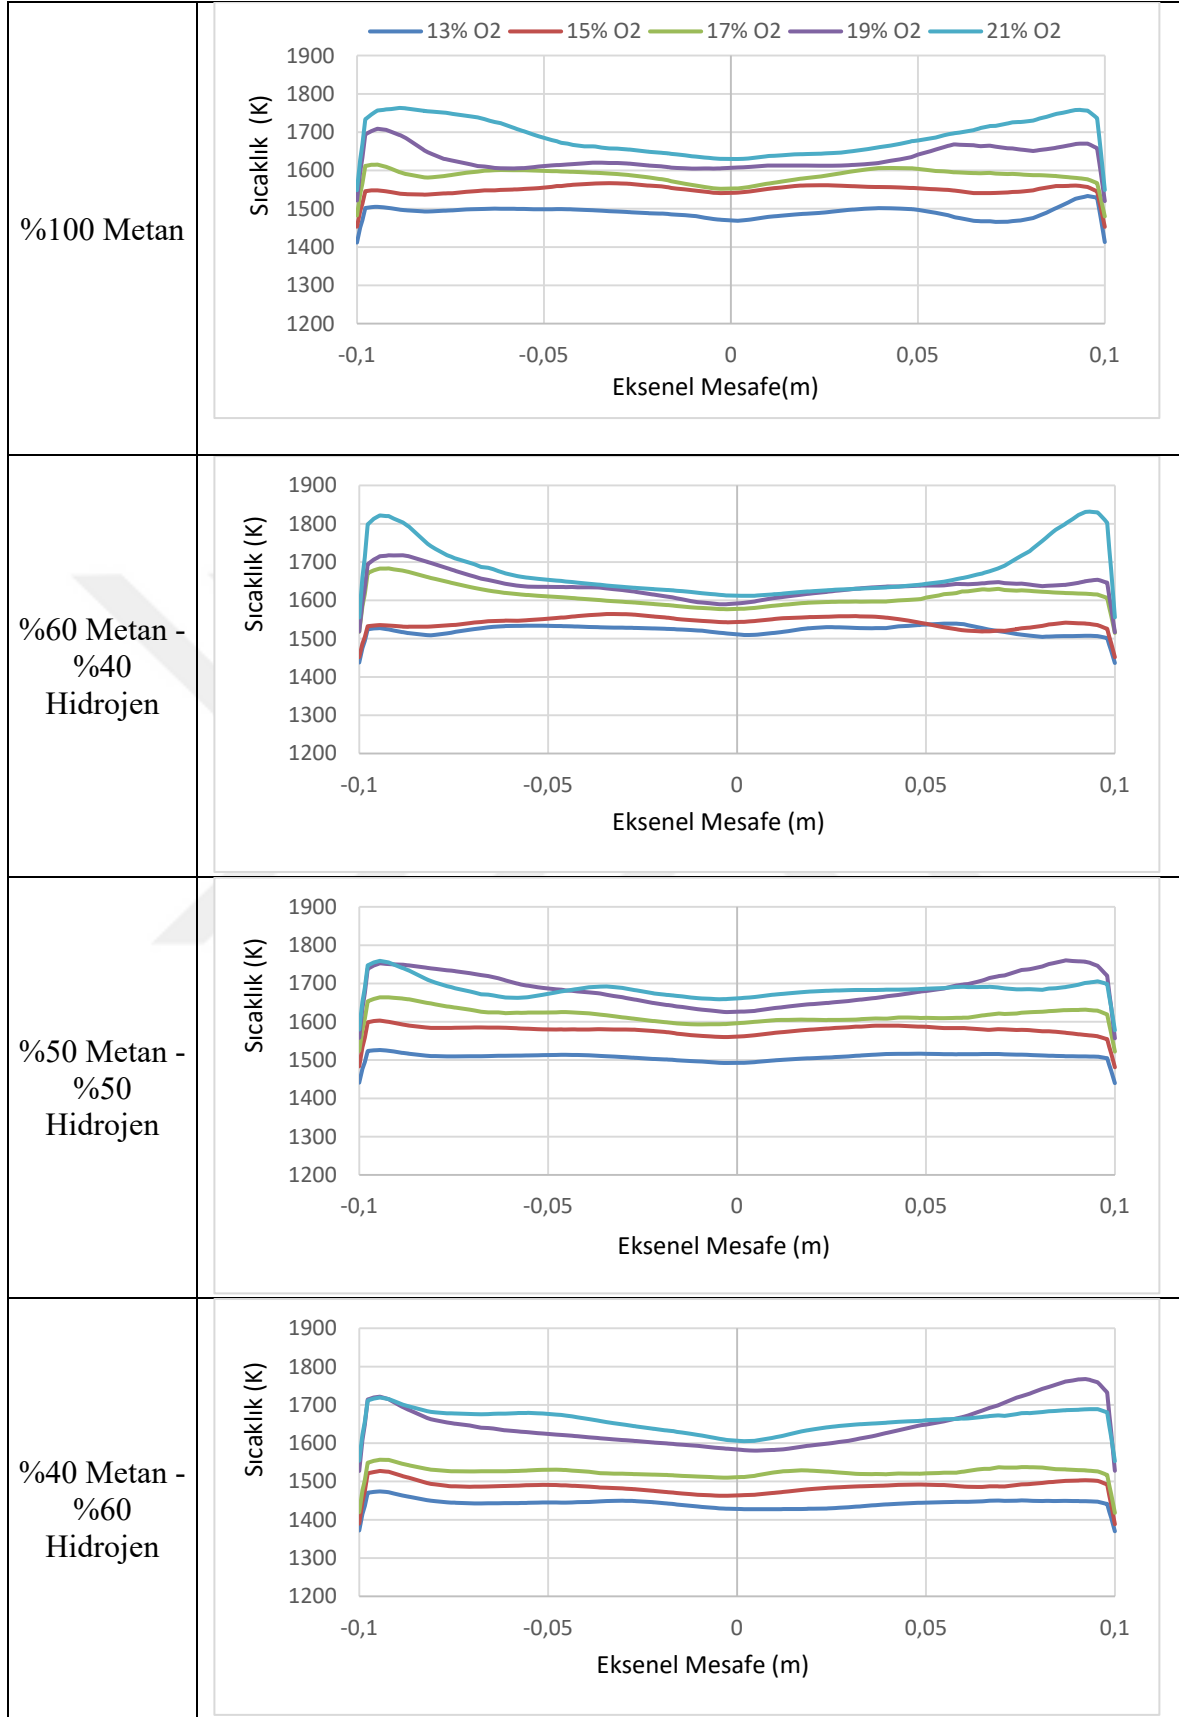 %100 Metan
13% O2 15% O2 17% O2 19% O2 21% O2
Sıcaklık (K)
1900
1800
1700
1600
1500
1400
1300
1200
-0,1 -0,05 0 0,05 0,1
Eksenel Mesafe(m)
%60 Metan -
%40
Hidrojen
Sıcaklık (K)
1900
1800
1700
1600
1500
1400
1300
1200
-0,1 -0,05 0 0,05 0,1
Eksenel Mesafe (m)
%50 Metan -
%50
Hidrojen
Sıcaklık (K)
1900
1800
1700
1600
1500
1400
1300
1200
-0,1 -0,05 0 0,05 0,1
Eksenel Mesafe (m)
%40 Metan -
%60
Hidrojen
Sıcaklık (K)
1900
1800
1700
1600
1500
1400
1300
1200
-0,1 -0,05 0 0,05 0,1
Eksenel Mesafe (m)